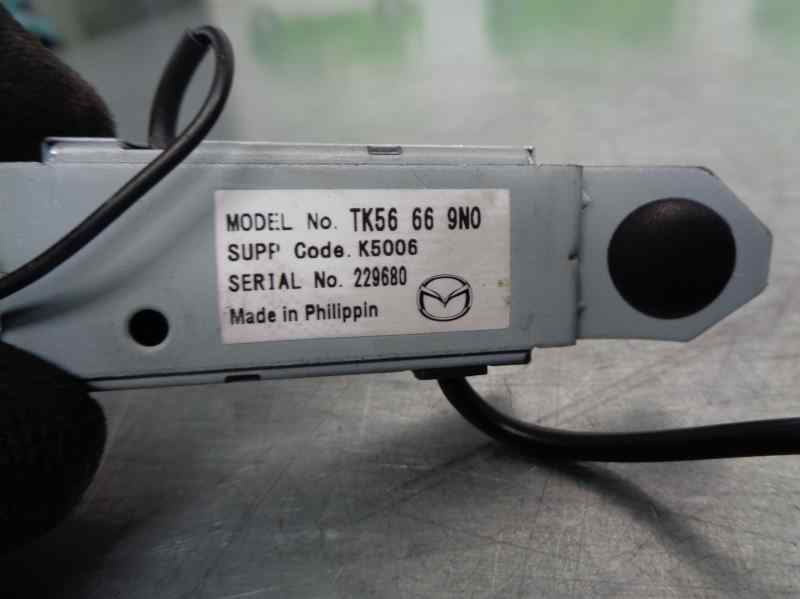 MODEL No. TK56 66 9N0
SUPP Code. K5006
SERIAL No. 229680
Made in Philippin